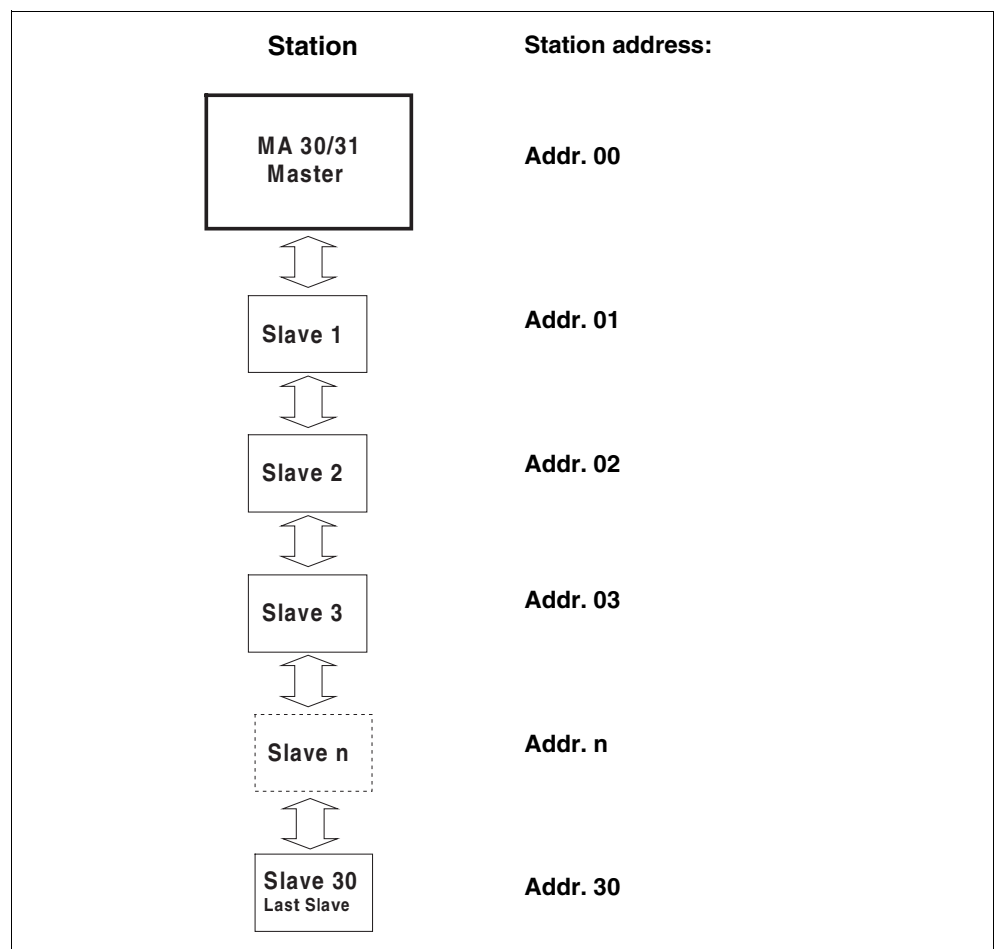 Station Station address:
MA 30/31
Master
Addr. 00
Slave 1
Addr. 01
Slave 2
Addr. 02
Slave 3
Addr. 03
Slave n
Addr. n
Slave 30
Last Slave
Addr. 30